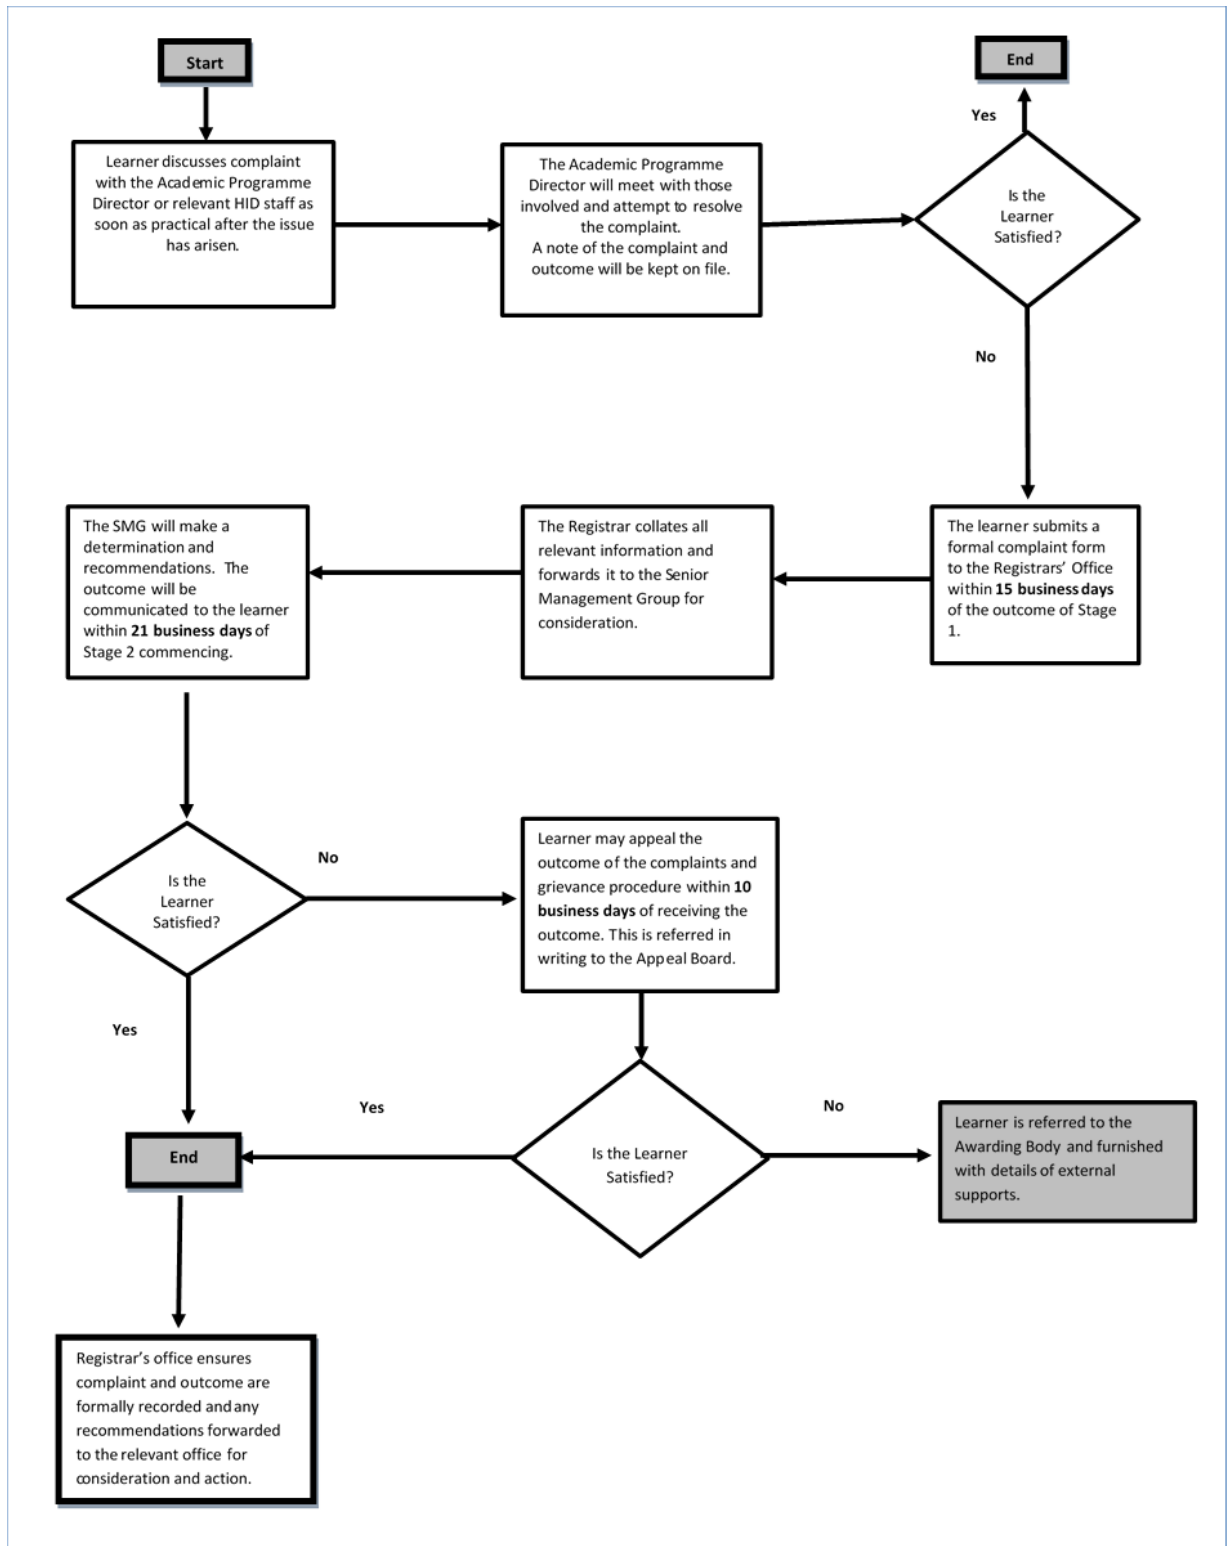 Start
End
Yes
Learner discusses complaint
with the Academic Programme
Director or relevant HID staff as
soon as practical after the issue
has arisen.
The Academic Programme
Director will meet with those
involved and attempt to resolve
the complaint.
A note of the complaint and
outcome will be kept on file.
Is the
Learner
Satisfied?
No
The learner submits a
formal complaint form
to the Registrars' Office
within 15 business days
of the outcome of Stage
1.
The Registrar collates all
relevant information and
forwards it to the Senior
Management Group for
consideration.
The SMG will make a
determination and
recommendations. The
outcome will be
communicated to the learner
within 21 business days of
Stage 2 commencing.
Is the
Learner
Satisfied?
No
Learner may appeal the
outcome of the complaints and
grievance procedure within 10
business days of receiving the
outcome. This is referred in
writing to the Appeal Board.
Yes
Yes
No
End
Is the Learner
Satisfied?
Learner is referred to the
Awarding Body and furnished
with details of external
supports.
Registrar's office ensures
complaint and outcome are
formally recorded and any
recommendations forwarded
to the relevant office for
consideration and action.